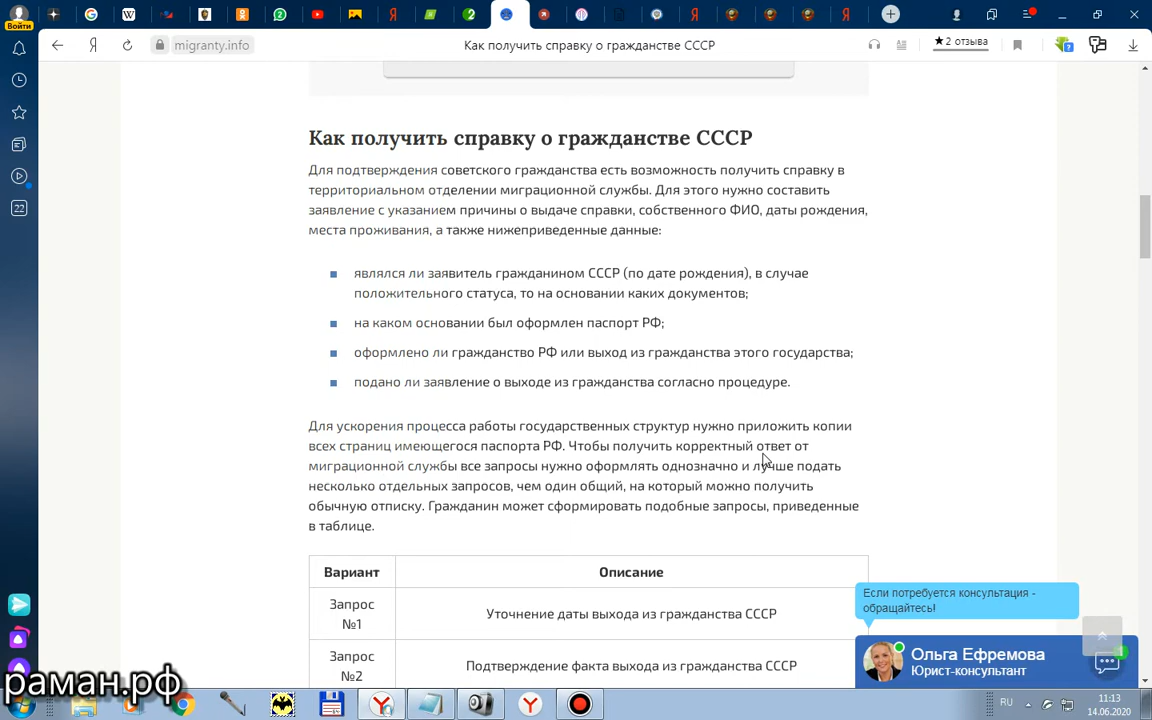 Войти
2
migranty.info
Как получить справку о гражданстве СССР
★2 отзыва
22
Как получить справку о гражданстве СССР
Для подтверждения советского гражданства есть возможность получить справку в
территориальном отделении миграционной службы. Для этого нужно составить
заявление с указанием причины о выдаче справки, собственного ФИО, даты рождения,
места проживания, а также нижеприведенные данные:
являлся ли заявитель гражданином СССР (по дате рождения), в случае
положительного статуса, то на основании каких документов;
на каком основании был оформлен паспорт РФ;
оформлено ли гражданство РФ или выход из гражданства этого государства;
подано ли заявление о выходе из гражданства согласно процедуре.
Для ускорения процесса работы государственных структур нужно приложить копии
всех страниц имеющегося паспорта РФ. Чтобы получить корректный ответ от
миграционной службы все запросы нужно оформлять однозначно и лучше подать
несколько отдельных запросов, чем один общий, на который можно получить
обычную отписку. Гражданин может сформировать подобные запросы, приведенные
в таблице.
Вариант Описание
Запрос
№1
Уточнение даты выхода из гражданства СССР
Запрос
№2
Подтверждение факта выхода из гражданства СССР
Если потребуется консультация -
обращайтесь!
Ольга Ефремова
Юрист-консультант
раман.рф
RU
11:13
14.06.2020